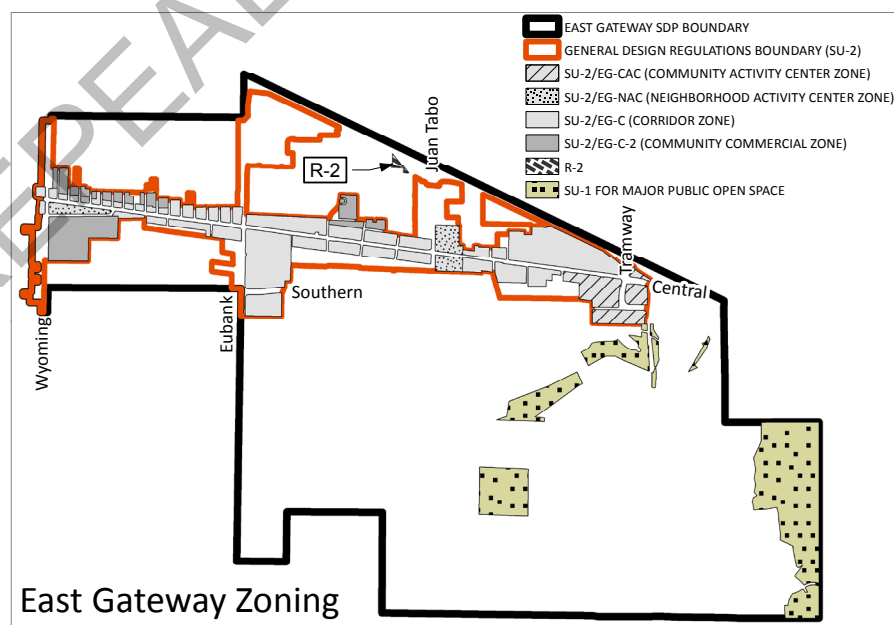 REPEAL
EAST GATEWAY SDP BOUNDARY
GENERAL DESIGN REGULATIONS BOUNDARY (SU-2)
SU-2/EG-CAC (COMMUNITY ACTIVITY CENTER ZONE)
SU-2/EG-NAC (NEIGHBORHOOD ACTIVITY CENTER ZONE)
SU-2/EG-C (CORRIDOR ZONE)
SU-2/EG-C-2 (COMMUNITY COMMERCIAL ZONE)
R-2
SU-1 FOR MAJOR PUBLIC OPEN SPACE
R-2
Juan Tabo
Tramway
Central
Southern
Eubank
Wyoming
East Gateway Zoning